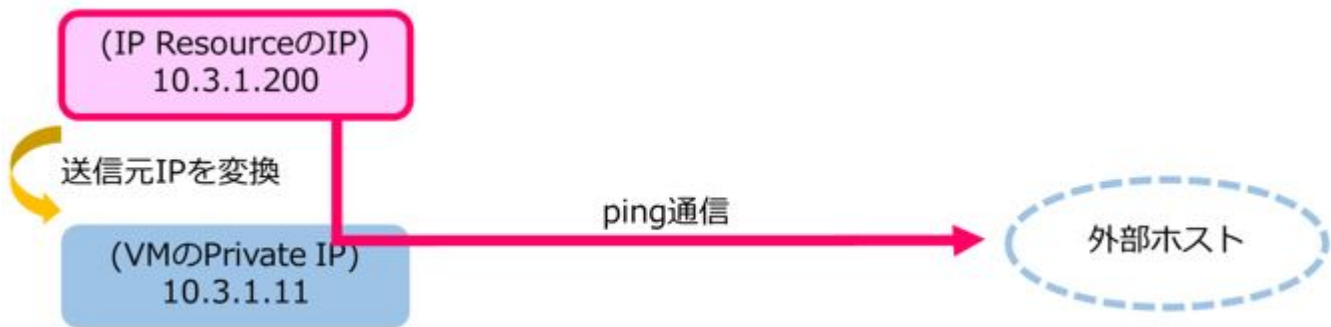 (IP ResourceのIP)
10.3.1.200
送信元IPを変換
ping通信
外部ホスト
(VMのPrivate IP)
10.3.1.11